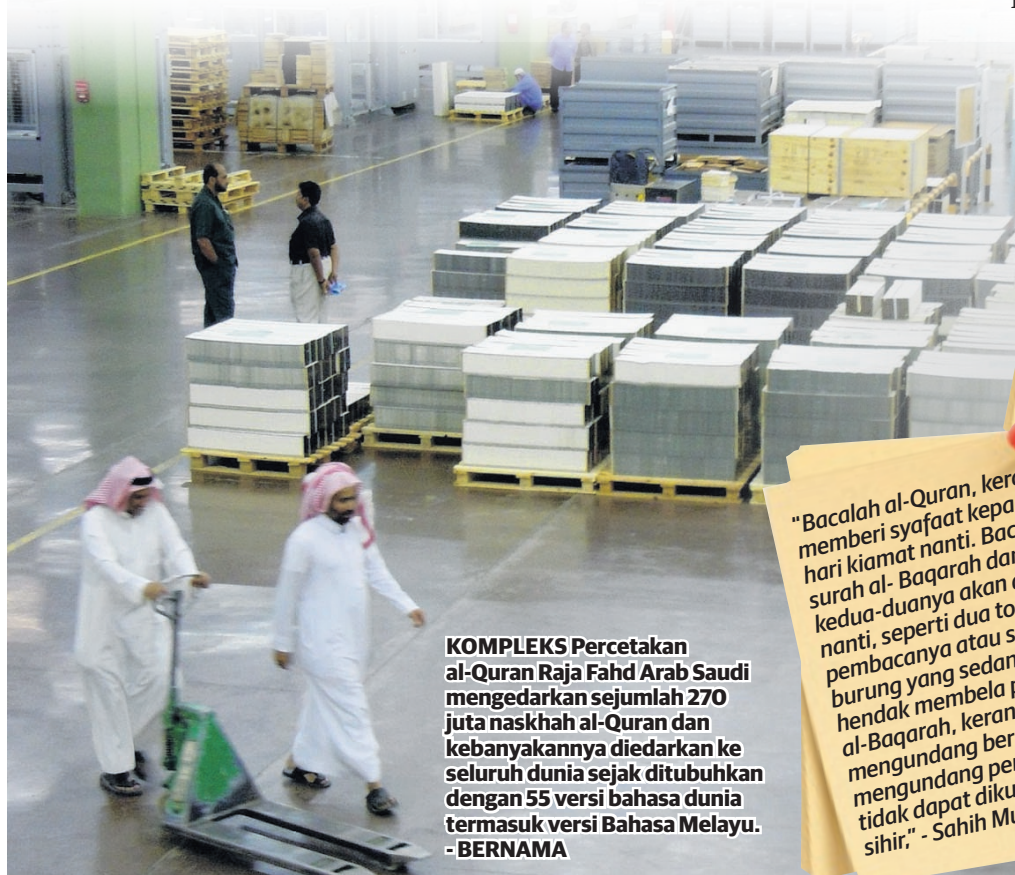 KOMPLEKS Percetakan
al-Quran Raja Fahd Arab Saudi
mengedarkan sejumlah 270
juta naskhah al-Quran dan
kebanyakannya diedarkan ke
seluruh dunia sejak ditubuhkan
dengan 55 versi bahasa dunia
termasuk versi Bahasa Melayu.
- BERNAMA
"Bacalah al-Quran,
memberi syafaat
hari kiamat nanti.
surah al- Baqarah
kedua-duanya akan
nanti, seperti dua
pembacanya atau
burung yang
hendak membela
al-Baqarah,
mengundang
mengundang
tidak dapat
sihir," - Sahih